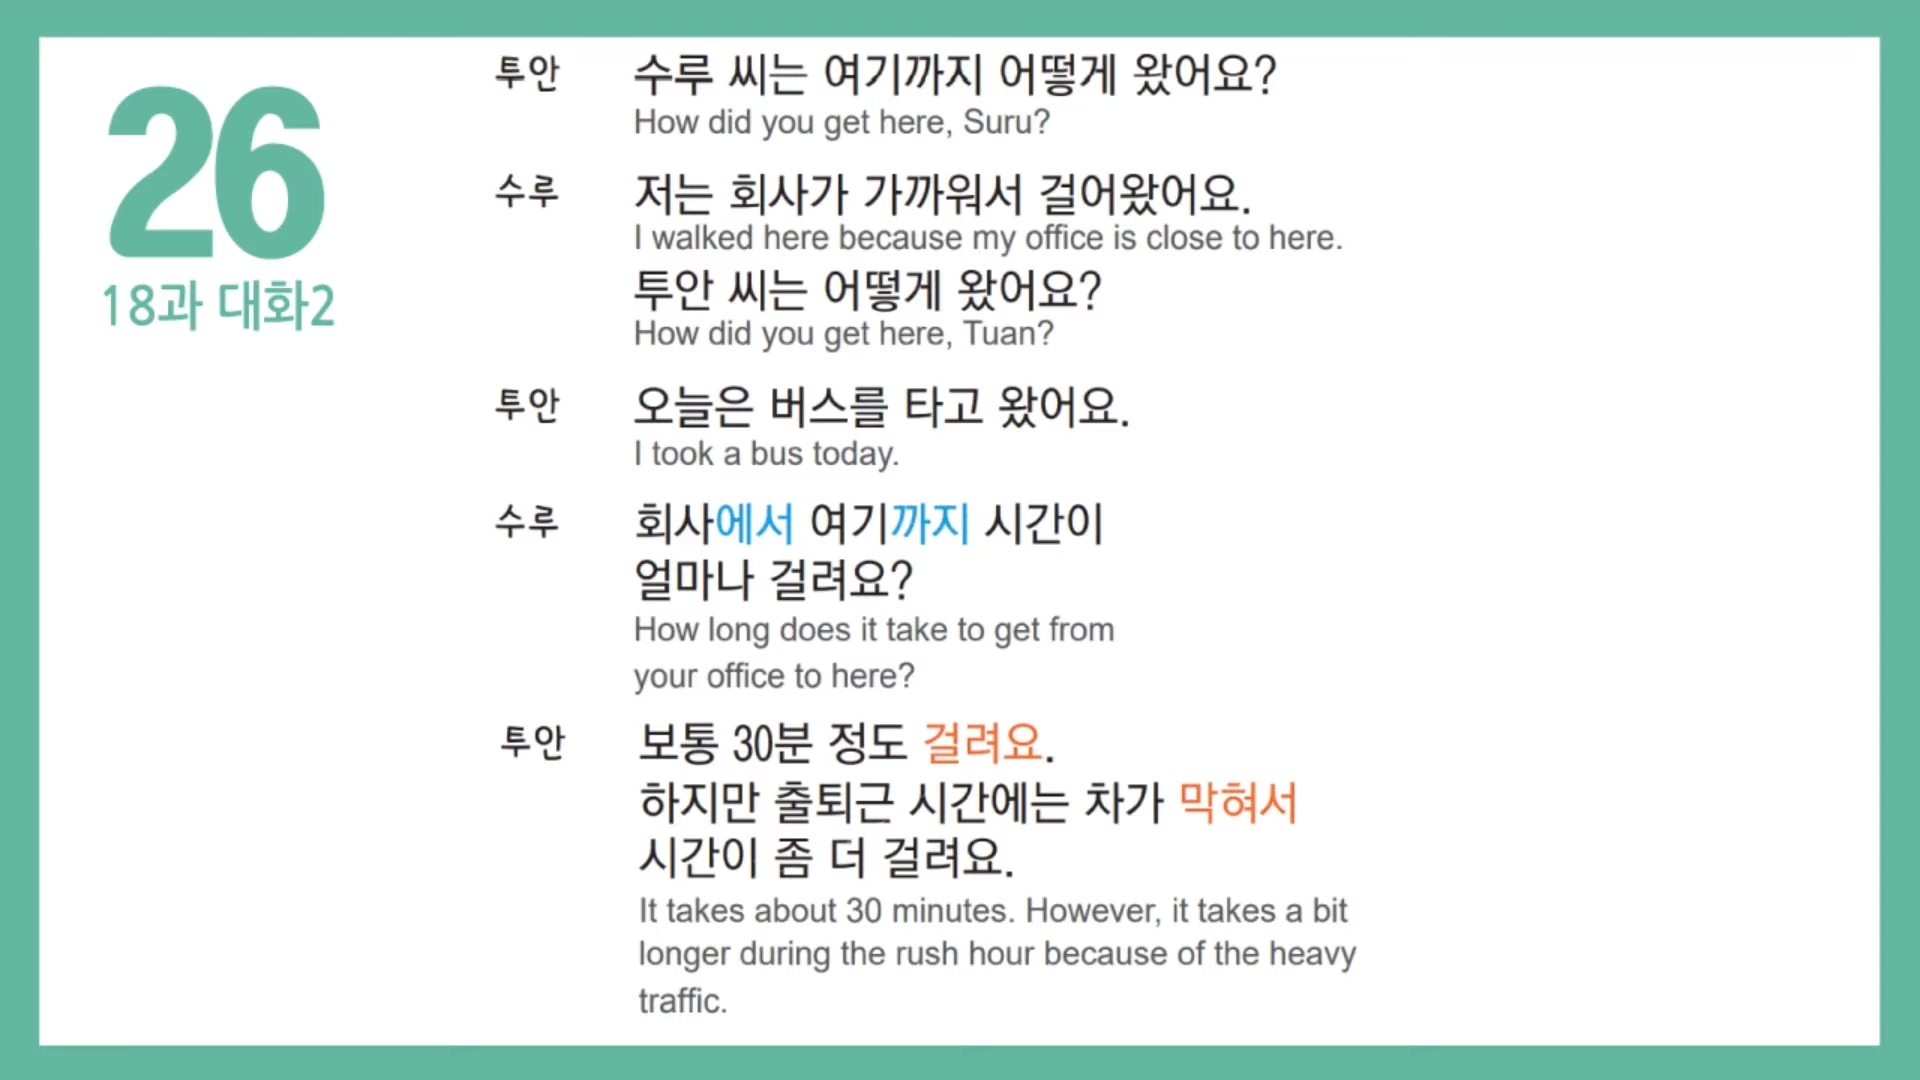 26
18과 대화2
투안 수루 씨는 여기까지 어떻게 왔어요?
How did you get here, Suru?
수루 저는 회사가 가까워서 걸어왔어요.
I walked here because my office is close to here.
투안 씨는 어떻게 왔어요?
How did you get here, Tuan?
투안 오늘은 버스를 타고 왔어요.
I took a bus today.
수루 회사에서 여기까지 시간이
얼마나 걸려요?
How long does it take to get from
your office to here?
투안 보통 30분 정도 걸려요.
하지만 출퇴근 시간에는 차가 막혀서
시간이 좀 더 걸려요.
It takes about 30 minutes. However, it takes a bit
longer during the rush hour because of the heavy
traffic.